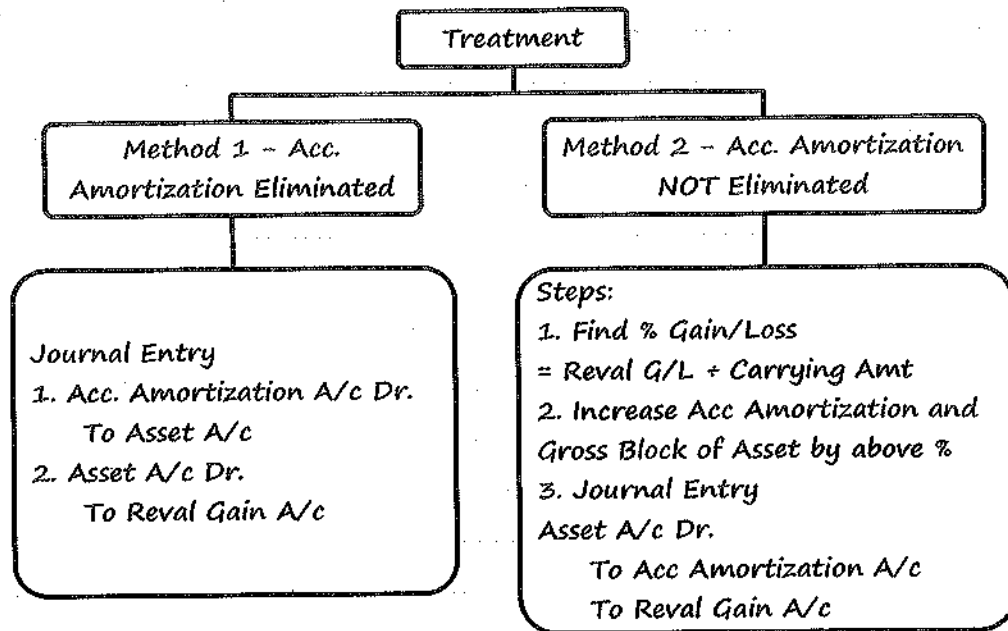 Treatment
Method 1 - Acc.
Amortization Eliminated
Method 2 - Acc. Amortization
NOT Eliminated
Journal Entry
1. Acc. Amortization A/c Dr.
To Asset A/c
2. Asset A/c Dr.
To Reval Gain A/c
Steps:
1. Find % Gain/Loss
= Reval G/L ÷ Carrying Amt
2. Increase Acc Amortization and
Gross Block of Asset by above %
3. Journal Entry
Asset A/c Dr.
To Acc Amortization A/c
To Reval Gain A/c